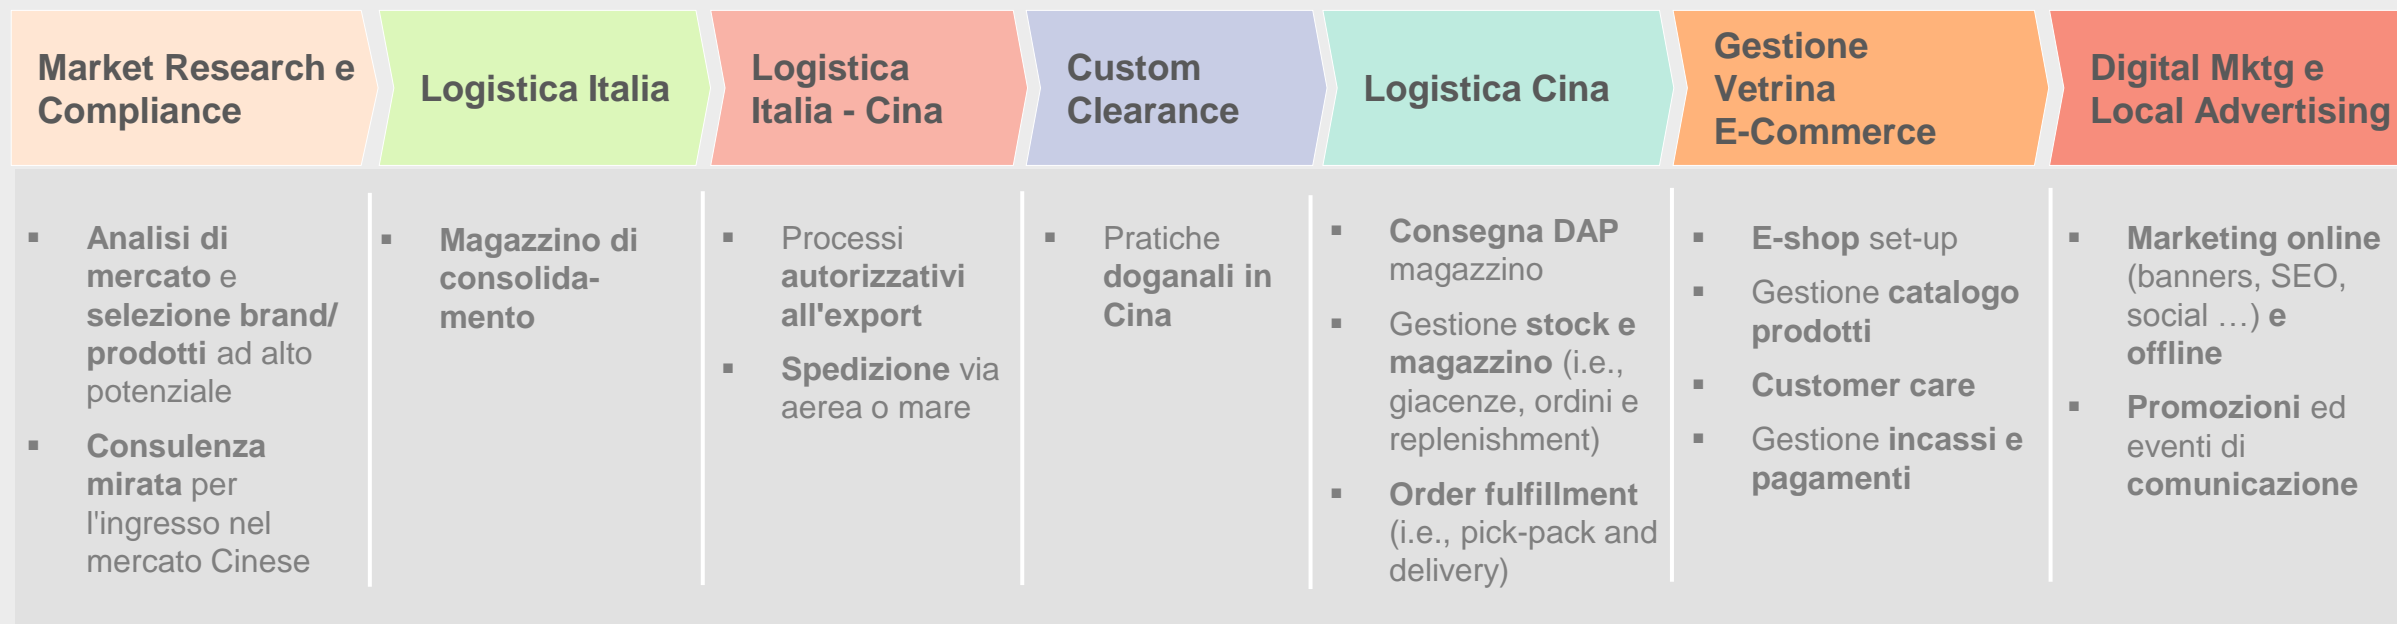 Market Research e
Compliance
Logistica Italia
Logistica
Italia - Cina
Custom
Clearance
Logistica Cina
Gestione
Vetrina
E-Commerce
Digital Mktg e
Local Advertising
▪ Analisi di
mercato e
selezione brand/
prodotti ad alto
potenziale
▪ Consulenza
mirata per
l'ingresso nel
mercato Cinese
▪ Magazzino di
consolida-
mento
▪ Processi
autorizzativi
all'export
▪ Spedizione via
aerea o mare
▪ Pratiche
doganali in
Cina
▪ Consegna DAP
magazzino
▪ Gestione stock e
magazzino (i.e.,
giacenze, ordini e
replenishment)
▪ Order fulfillment
(i.e., pick-pack and
delivery)
▪ E-shop set-up
▪ Gestione catalogo
prodotti
▪ Customer care
▪ Gestione incassi e
pagamenti
▪ Marketing online
(banners, SEO,
social …) e
offline
▪ Promozioni ed
eventi di
comunicazione